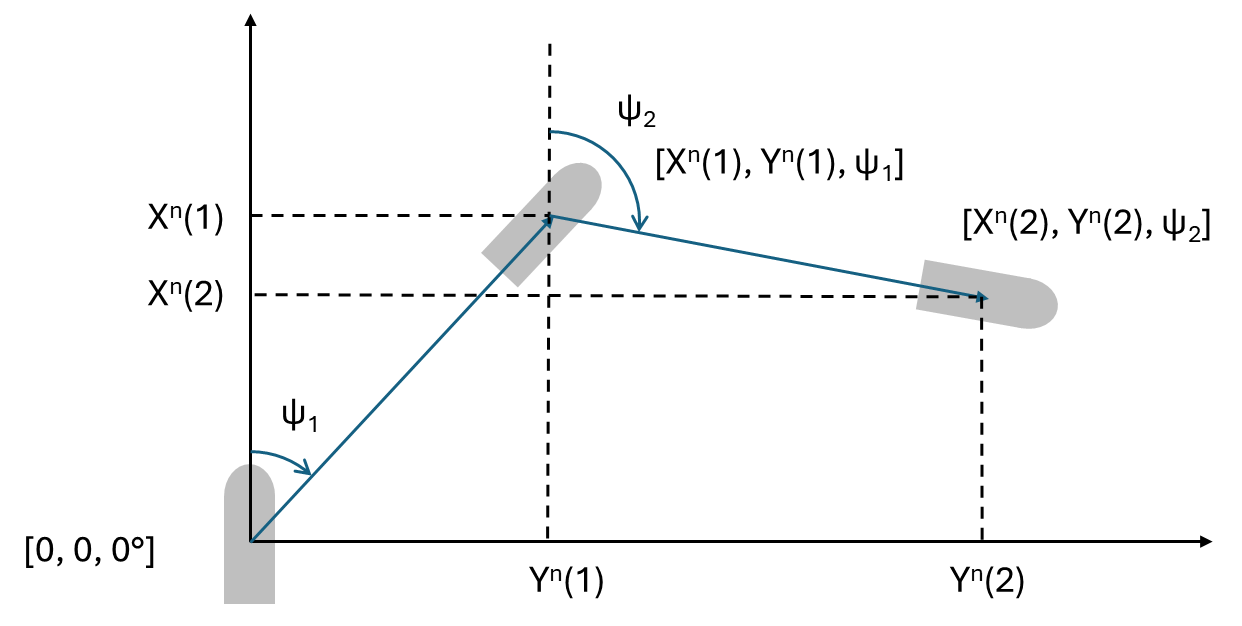 ψ₂
[Xⁿ(1), Yⁿ(1), ψ₁]
Xⁿ(1)
[Xⁿ(2), Yⁿ(2), ψ₂]
Xⁿ(2)
ψ₁
[0, 0, 0°]
Yⁿ(1)
Yⁿ(2)